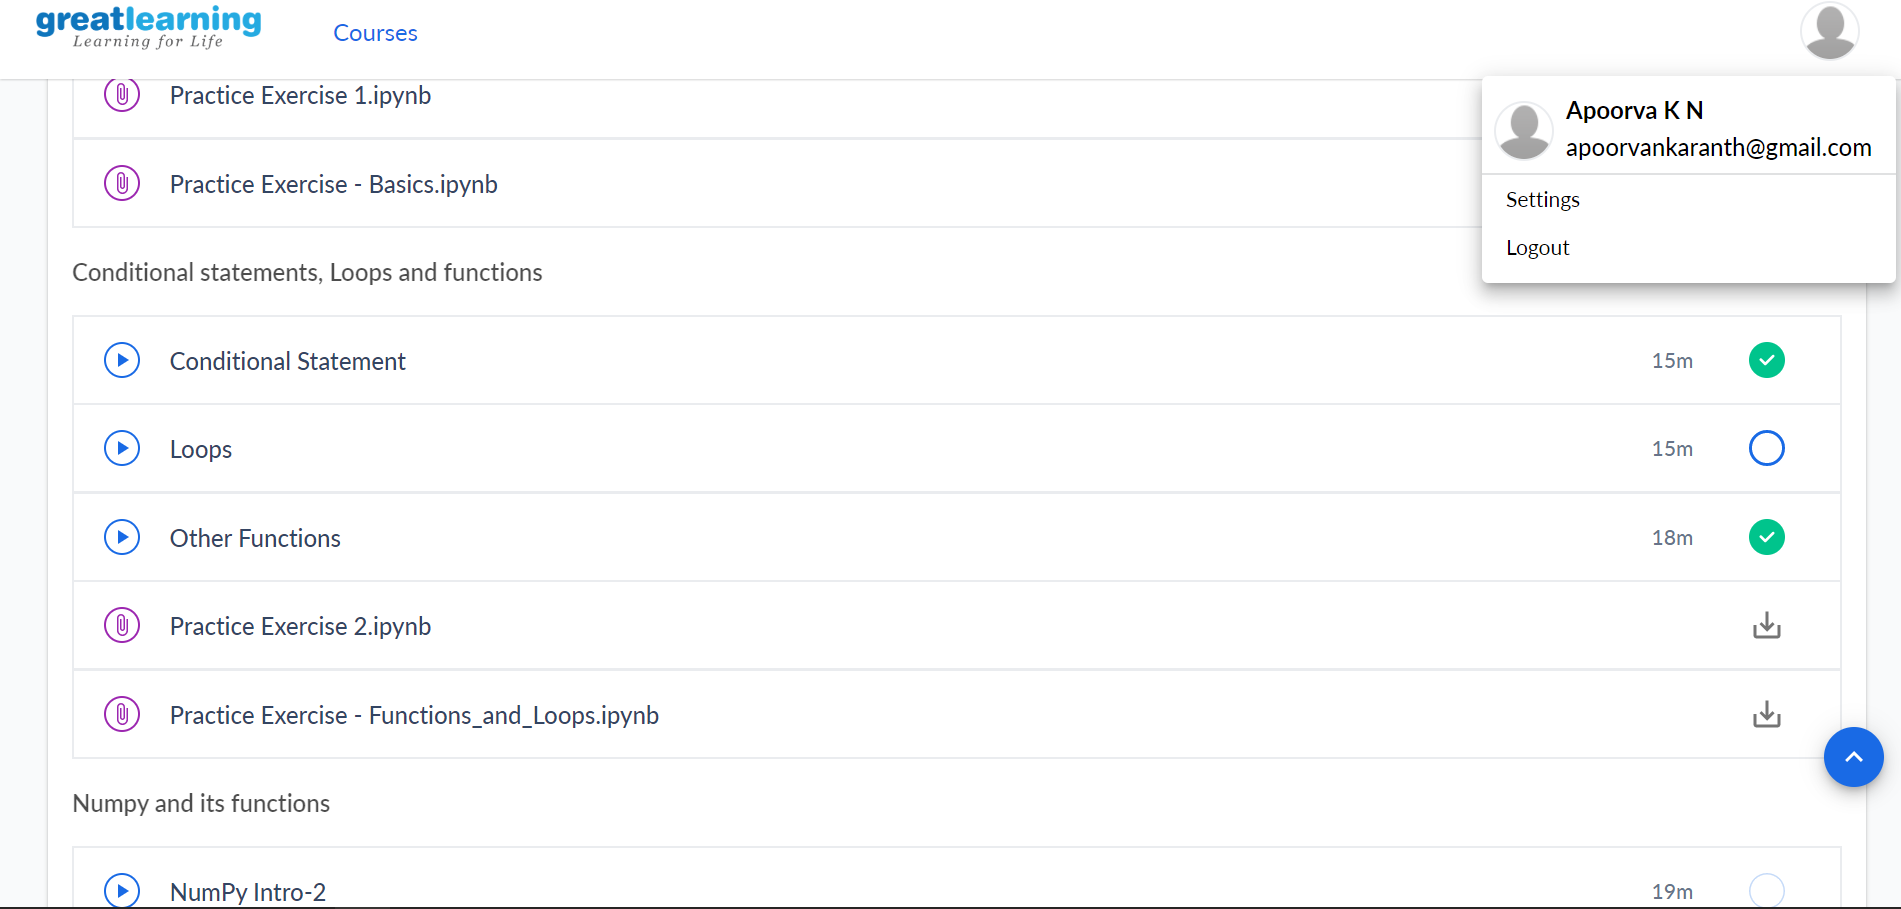 greatlearning
Learning for Life
Courses
Apoorva K N
apoorvankaranth@gmail.com
Settings
Logout
Practice Exercise 1.ipynb
Practice Exercise - Basics.ipynb
Conditional statements, Loops and functions
Conditional Statement 15m
Loops 15m
Other Functions 18m
Practice Exercise 2.ipynb
Practice Exercise - Functions_and_Loops.ipynb
Numpy and its functions
NumPy Intro-2 19m